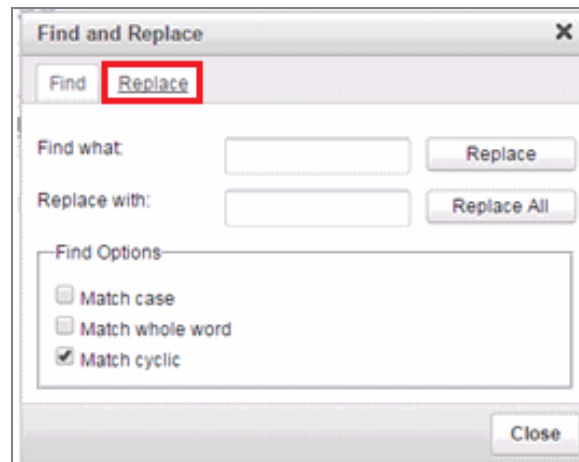 Find and Replace
Find Replace
Find what: Replace
Replace with: Replace All
Find Options
Match case
Match whole word
Match cyclic
Close